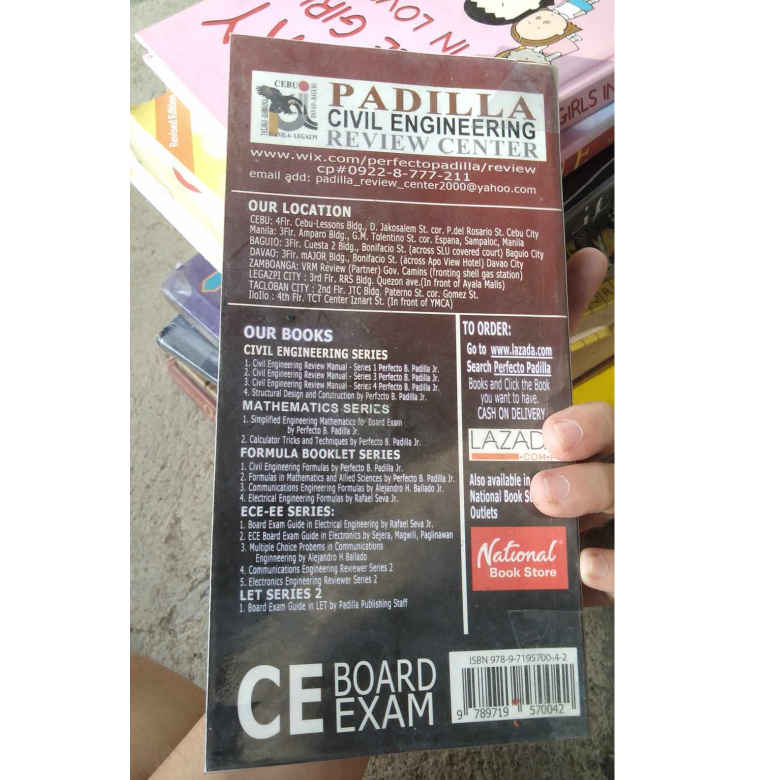 GIRL
IN LOVE
GIRLS IN
Revised Edition
CEBU
DAVAO-BAGUIO
MANILA-LEGAZPI
PADILLA
CIVIL ENGINEERING
REVIEW CENTER
www.wix.com/perfectopadilla/review
cp#0922-8-777-211
email add: padilla_review_center2000@yahoo.com
OUR LOCATION
CEBU: 4Flr. Cebu-Lessons Bldg., D. Jakosalem St. cor. P.del Rosario St. Cebu City
Manila: 3Flr. Amparo Bldg., G.M. Tolentino St. cor. Espana, Sampaloc, Manila
BAGUIO: 3Flr. Cuesta 2 Bldg., Bonifacio St. (across SLU covered court) Baguio City
DAVAO: 3Flr. mAJOR Bldg., Bonifacio St. (across Apo View Hotel) Davao City
ZAMBOANGA: VRM Review (Partner) Gov. Camins (fronting shell gas station)
LEGAZPI CITY : 3rd Flr. RRS Bldg. Quezon ave.(In front of Ayala Malls)
TACLOBAN CITY : 2nd Flr. JTC Bldg. Paterno St. cor. Gomez St.
IloIlo : 4th Flr. TCT Center Iznart St. (In front of YMCA)
OUR BOOKS
CIVIL ENGINEERING SERIES
1. Civil Engineering Review Manual - Series 1 Perfecto B. Padilla Jr.
2. Civil Engineering Review Manual - Series 3 Perfecto B. Padilla Jr.
3. Civil Engineering Review Manual - Series 4 Perfecto B. Padilla Jr.
4. Structural Design and Construction by Perfecto B. Padilla Jr.
MATHEMATICS SERIES
1. Simplified Engineering Mathematics for Board Exam
by Perfecto B. Padilla Jr.
2. Calculator Tricks and Techniques by Perfecto B. Padilla Jr.
FORMULA BOOKLET SERIES
1. Civil Engineering Formulas by Perfecto B. Padilla Jr.
2. Formulas in Mathematics and Allied Sciences by Perfecto B. Padilla Jr.
3. Communications Engineering Formulas by Alejandro H. Ballado Jr.
4. Electrical Engineering Formulas by Rafael Seva Jr.
ECE-EE SERIES:
1. Board Exam Guide in Electrical Engineering by Rafael Seva Jr.
2. ECE Board Exam Guide in Electronics by Sejera, Magwili, Paglinawan
3. Multiple Choice Probems in Communications
Enginneering by Alejandro H Ballado
4. Communications Engineering Reviewer Series 2
5. Electronics Engineering Reviewer Series 2
LET SERIES 2
1. Board Exam Guide in LET by Padilla Publishing Staff
TO ORDER:
Go to www.lazada.com
Search Perfecto Padilla
Books and Click the Book
you want to have.
CASH ON DELIVERY
LAZADA
.COM
Also available in
National Book
Outlets
National
Book Store
CE BOARD
EXAM
ISBN 978-9-7195700-4-2
9 789719 570042